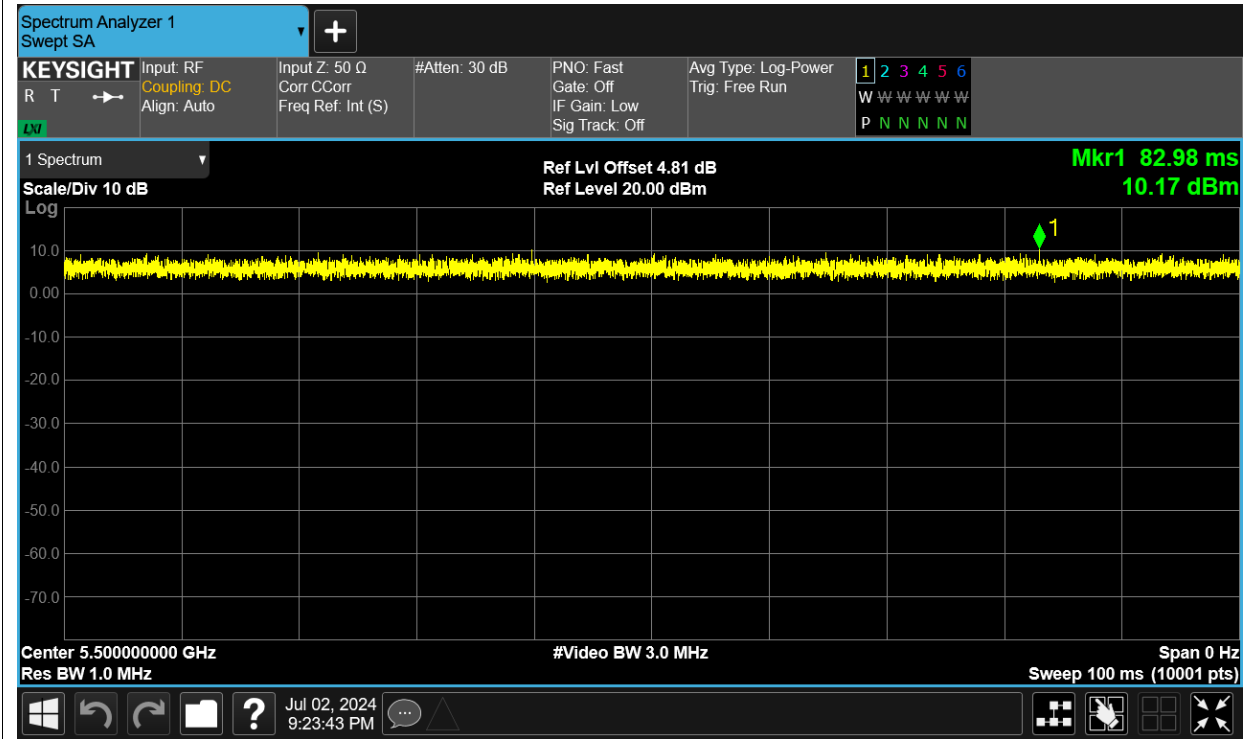 Spectrum Analyzer 1
Swept SA
+
KEYSIGHT
R T
LXI
Input: RF
Coupling: DC
Align: Auto
Input Z: 50 Ω
Corr CCorr
Freq Ref: Int (S)
#Atten: 30 dB
PNO: Fast
Gate: Off
IF Gain: Low
Sig Track: Off
Avg Type: Log-Power
Trig: Free Run
1 2 3 4 5 6
W W W W W W
P N N N N N
1 Spectrum
Scale/Div 10 dB
Log
Ref Lvl Offset 4.81 dB
Ref Level 20.00 dBm
Mkr1 82.98 ms
10.17 dBm
1
10.0
0.00
-10.0
-20.0
-30.0
-40.0
-50.0
-60.0
-70.0
Center 5.500000000 GHz
Res BW 1.0 MHz
#Video BW 3.0 MHz
Span 0 Hz
Sweep 100 ms (10001 pts)
?
Jul 02, 2024
9:23:43 PM